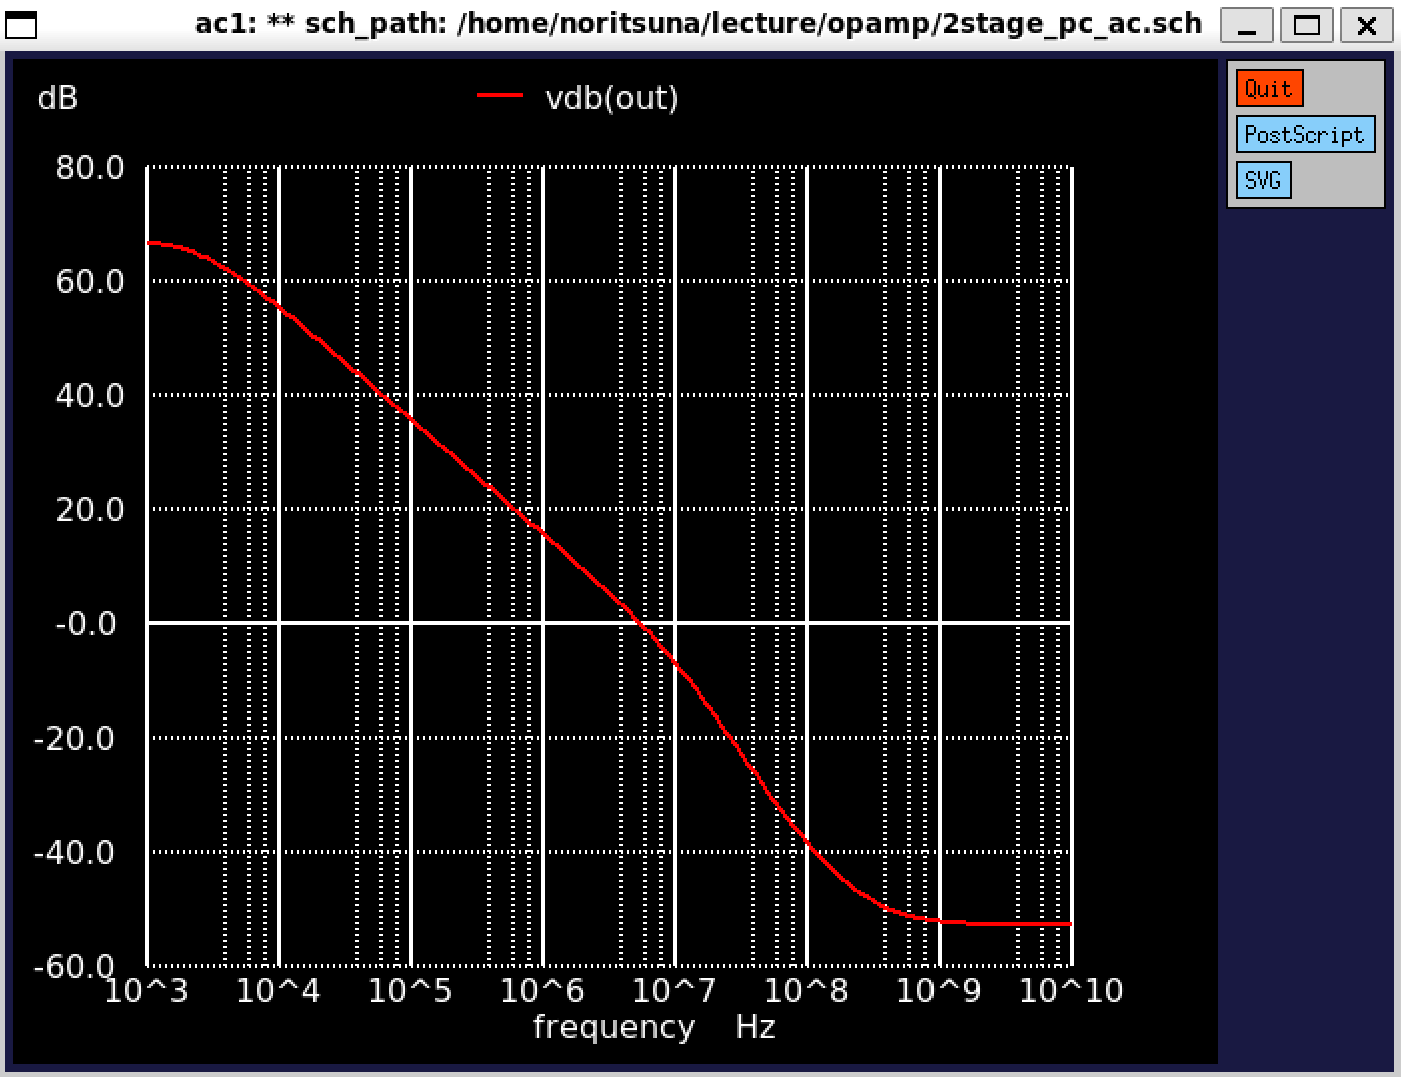 ac1: ** sch_path: /home/noritsuna/lecture/opamp/2stage_pc_ac.sch
Quit
PostScript
SVG
dB
vdb(out)
80.0
60.0
40.0
20.0
-0.0
-20.0
-40.0
-60.0
10^3 10^4 10^5 10^6 10^7 10^8 10^9 10^10
frequency Hz